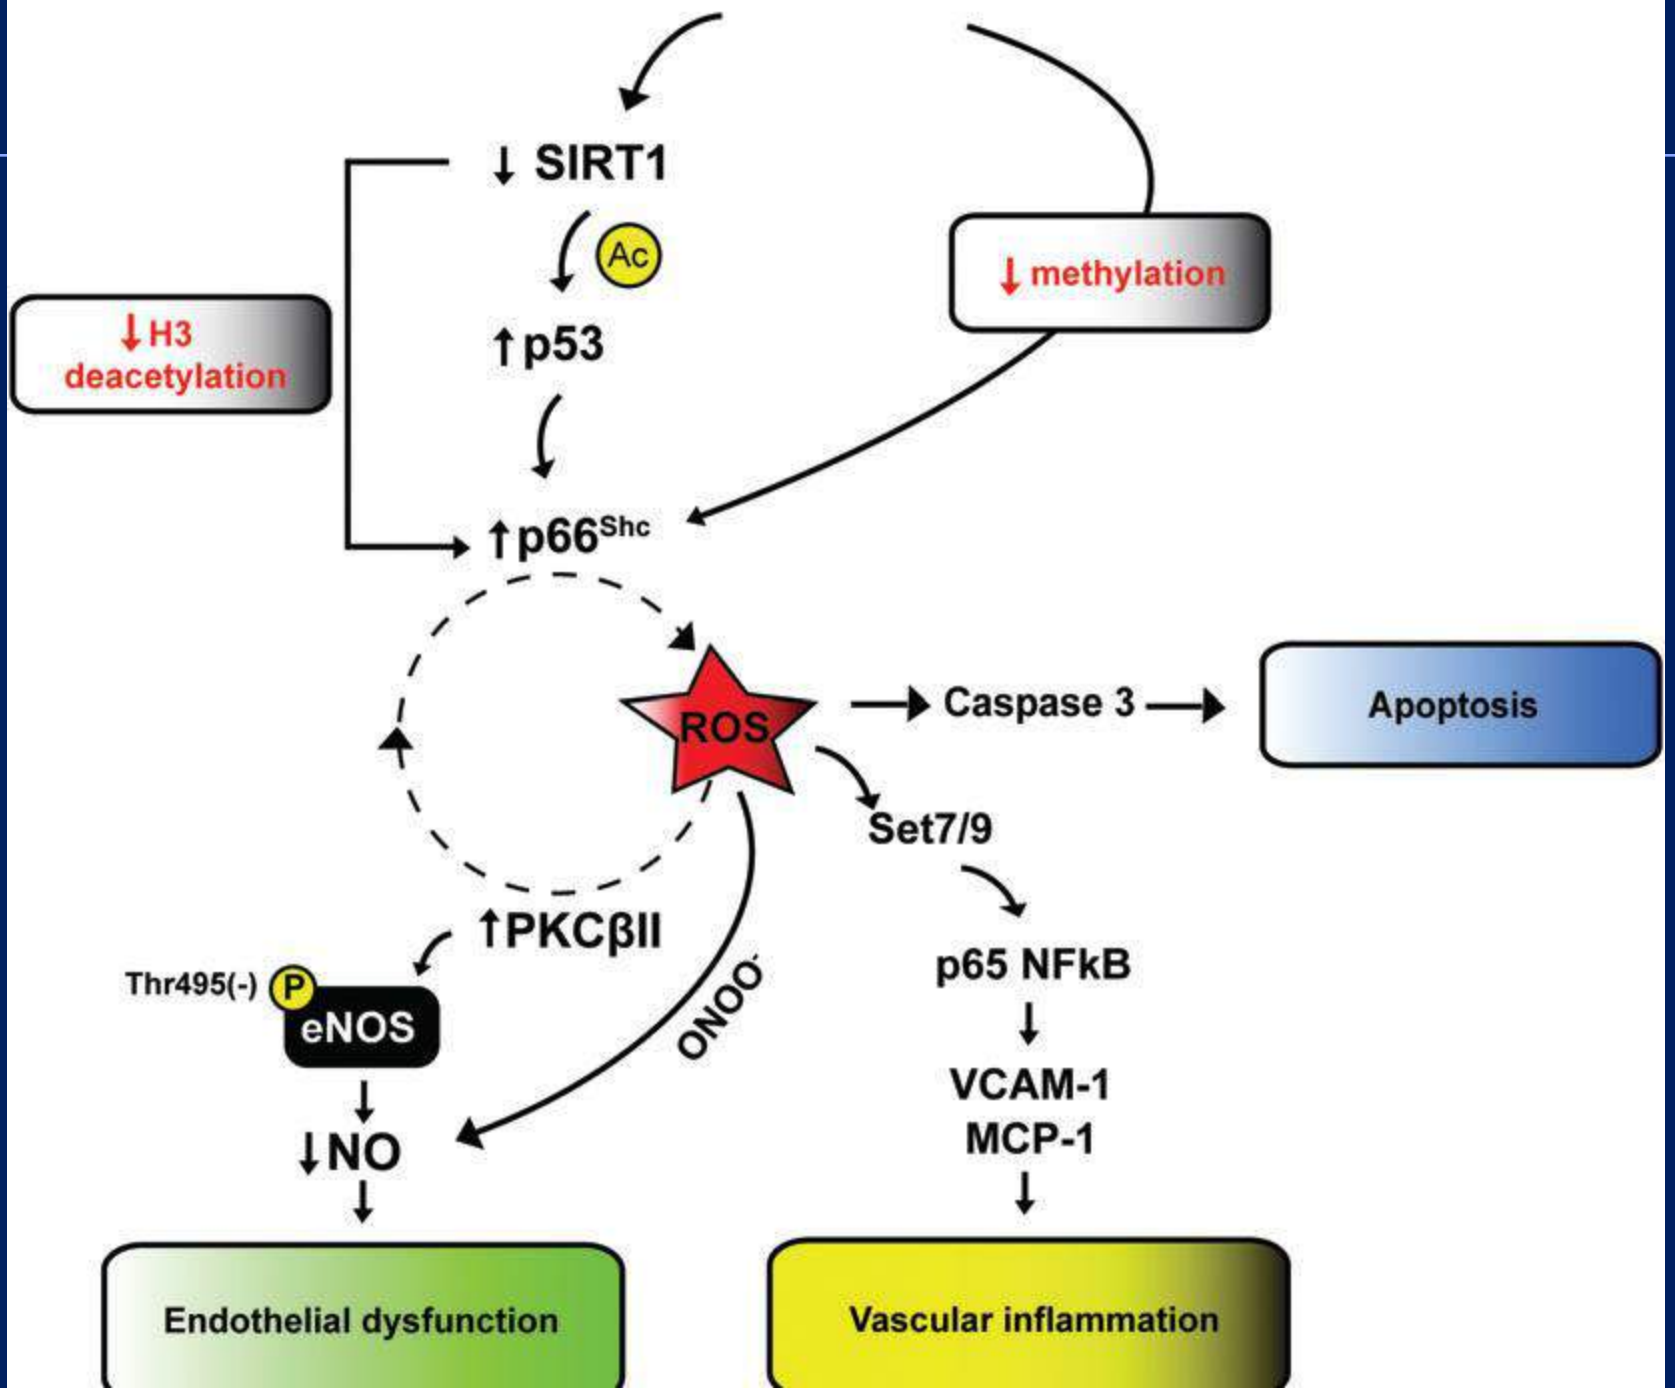 ↓ SIRT1
Ac
↓ methylation
↓ H3
deacetylation
↑ p53
↑ p66Shc
ROS
Caspase 3
Apoptosis
Set7/9
↑PKCβII
p65 NFkB
ONOO-
Thr495(-)
P
eNOS
VCAM-1
MCP-1
↓NO
Endothelial dysfunction
Vascular inflammation